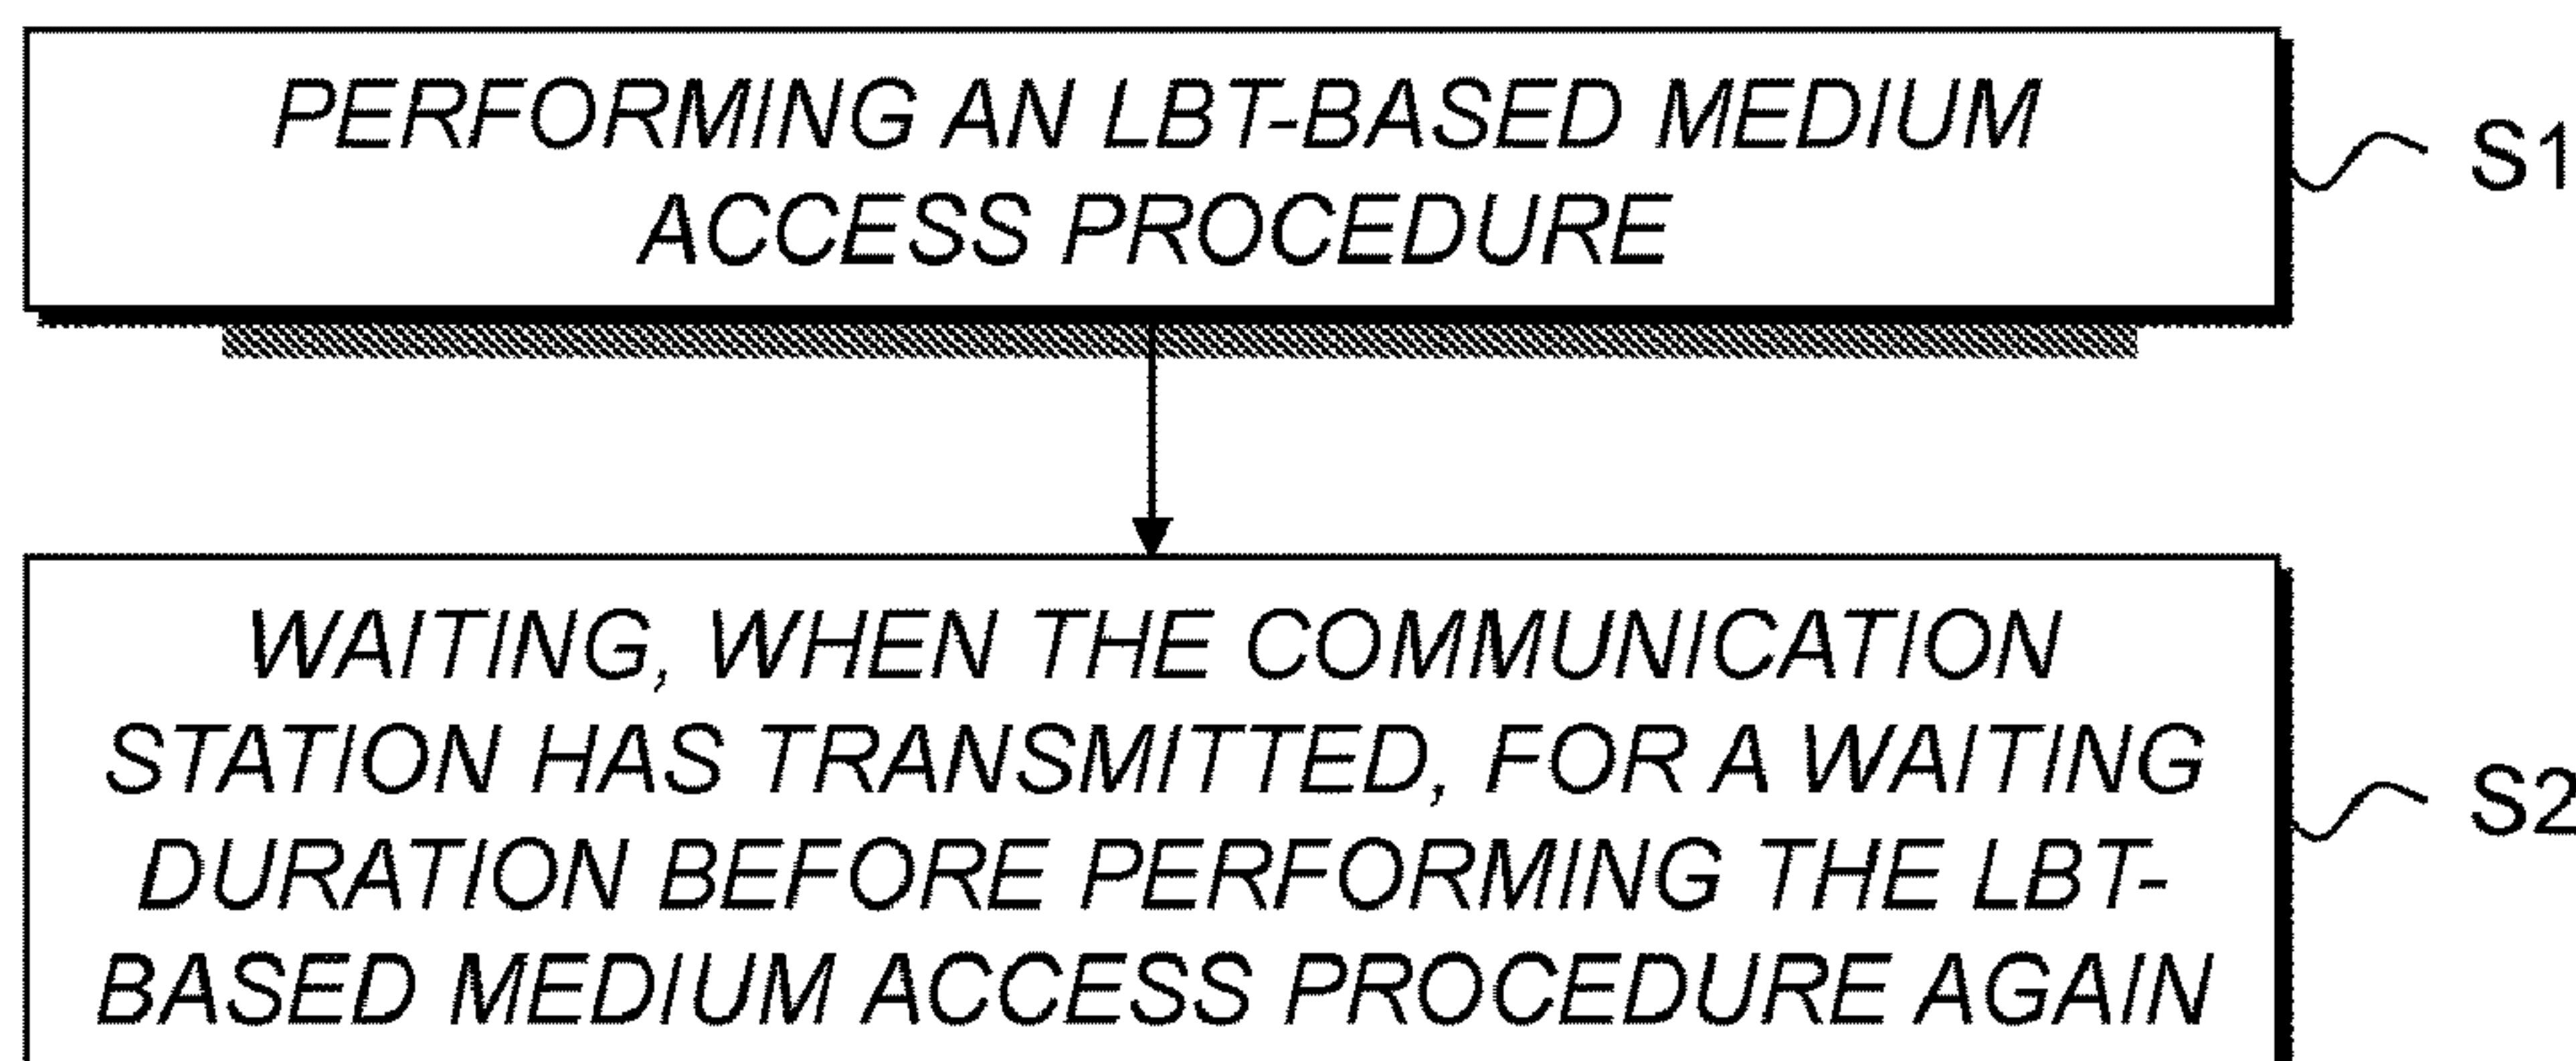 PERFORMING AN LBT-BASED MEDIUM
ACCESS PROCEDURE
S1
WAITING, WHEN THE COMMUNICATION
STATION HAS TRANSMITTED, FOR A WAITING
DURATION BEFORE PERFORMING THE LBT-
BASED MEDIUM ACCESS PROCEDURE AGAIN
S2